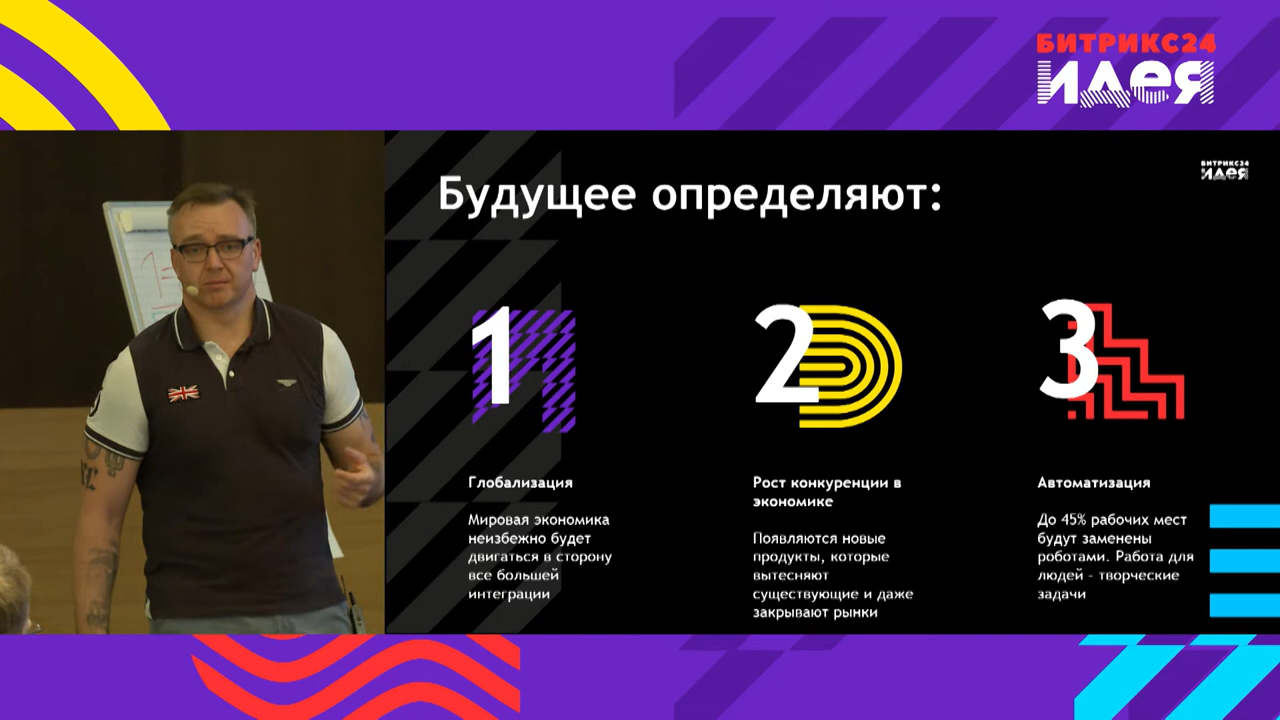 БИТРИКС24
ИДЕЯ
БИТРИКС24
ИДЕЯ
Будущее определяют:
1
2
3
Глобализация
Мировая экономика
неизбежно будет
двигаться в сторону
все большей
интеграции
Рост конкуренции в
экономике
Появляются новые
продукты, которые
вытесняют
существующие и даже
закрывают рынки
Автоматизация
До 45% рабочих мест
будут заменены
роботами. Работа для
людей - творческие
задачи